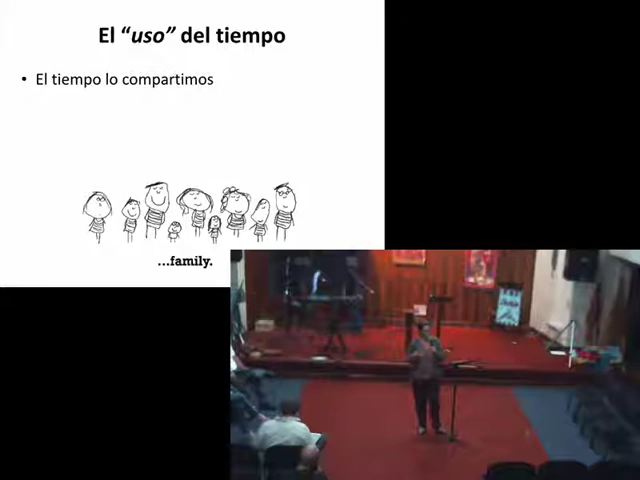 El “uso” del tiempo
• El tiempo lo compartimos
...family.